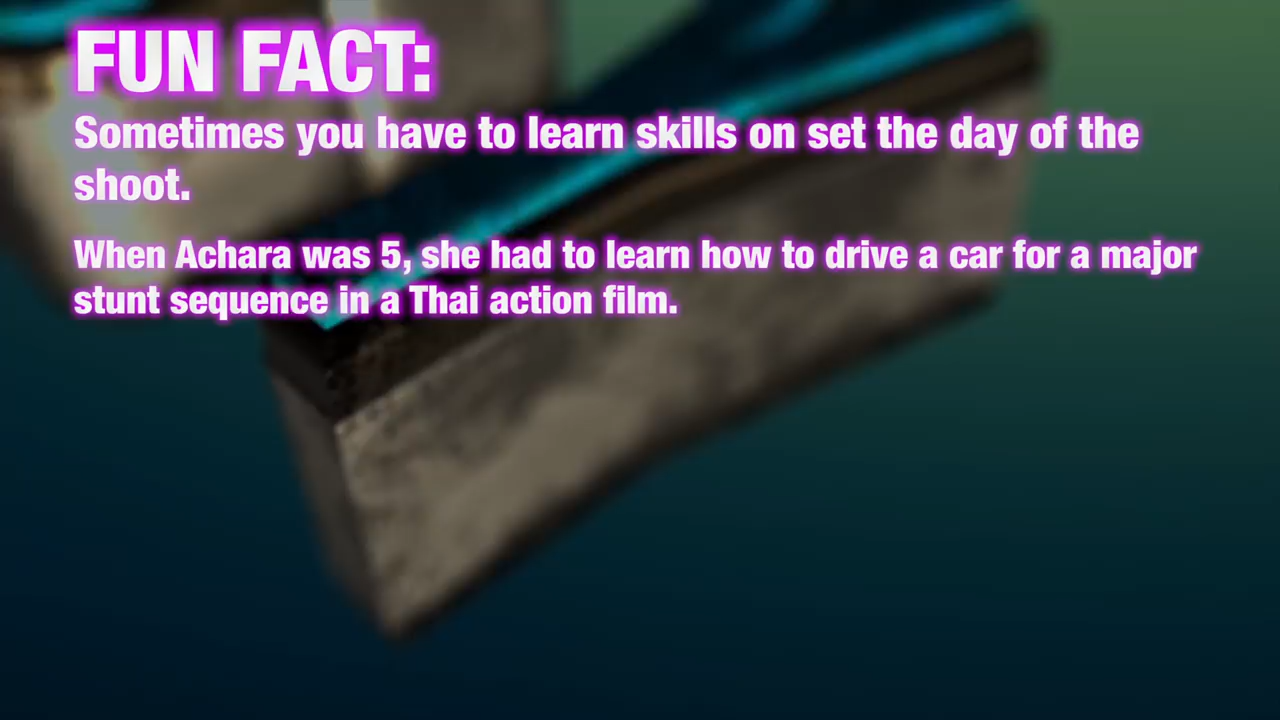 FUN FACT:
Sometimes you have to learn skills on set the day of the
shoot.
When Achara was 5, she had to learn how to drive a car for a major
stunt sequence in a Thai action film.